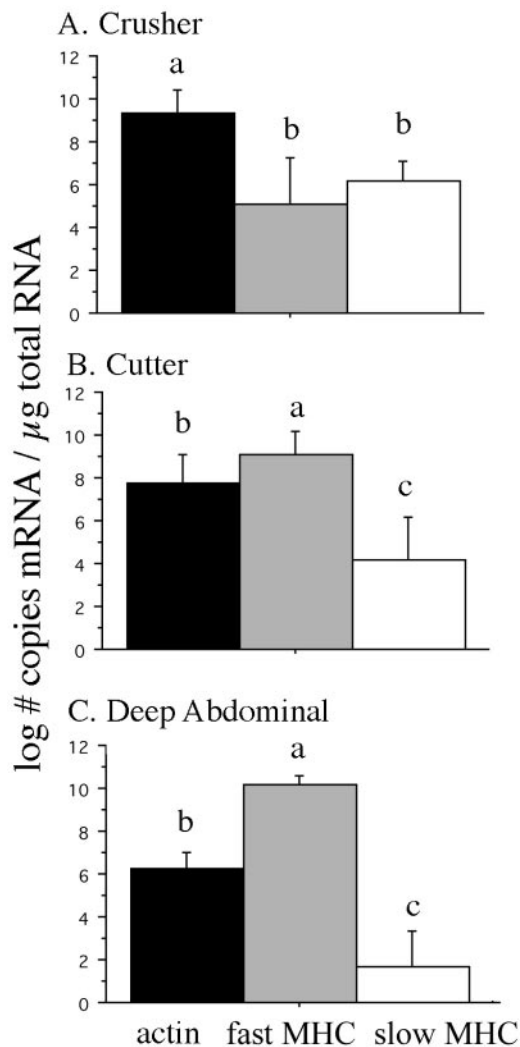 A. Crusher
a
b
b
12
10
8
6
4
2
0
log # copies mRNA / µg total RNA
B. Cutter
b
a
c
12
10
8
6
4
2
0
C. Deep Abdominal
b
a
c
12
10
8
6
4
2
0
actin fast MHC slow MHC